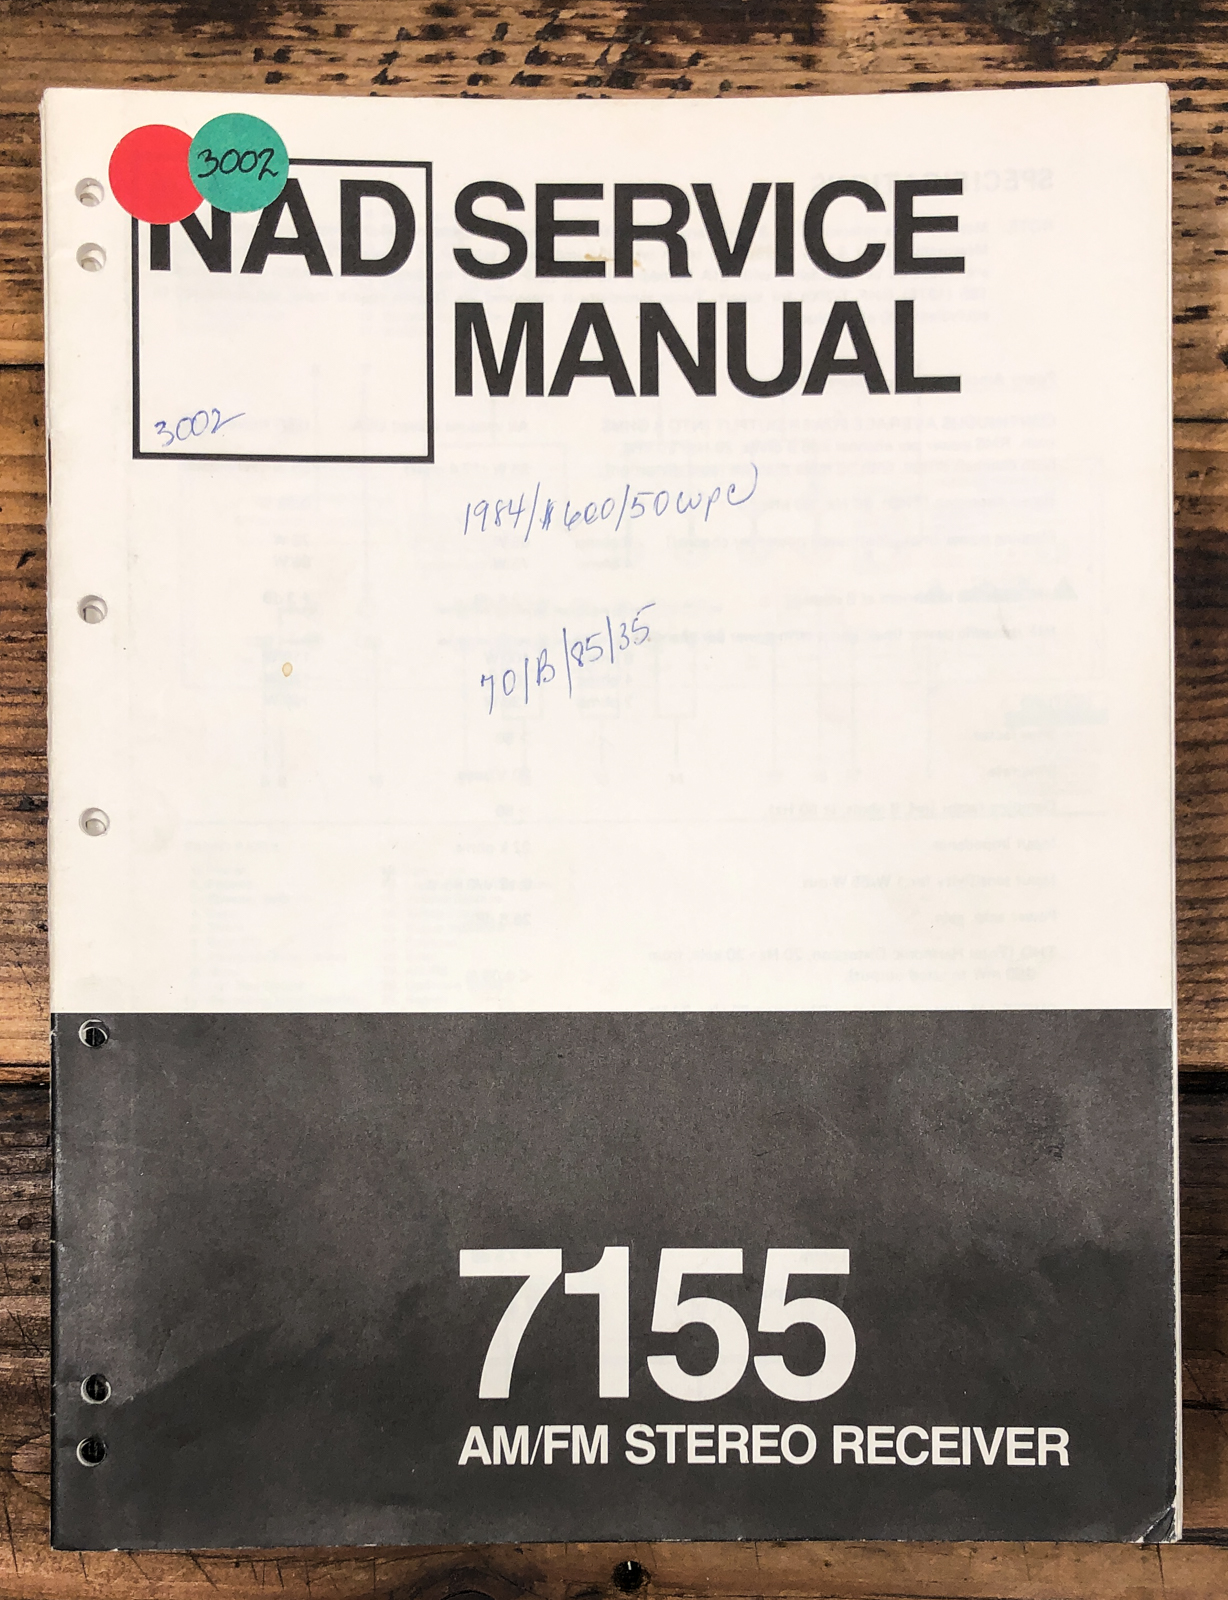 3002
NAD
SERVICE
MANUAL
3002
1984/$600/50wpc
70/B/85/35
7155
AM/FM STEREO RECEIVER